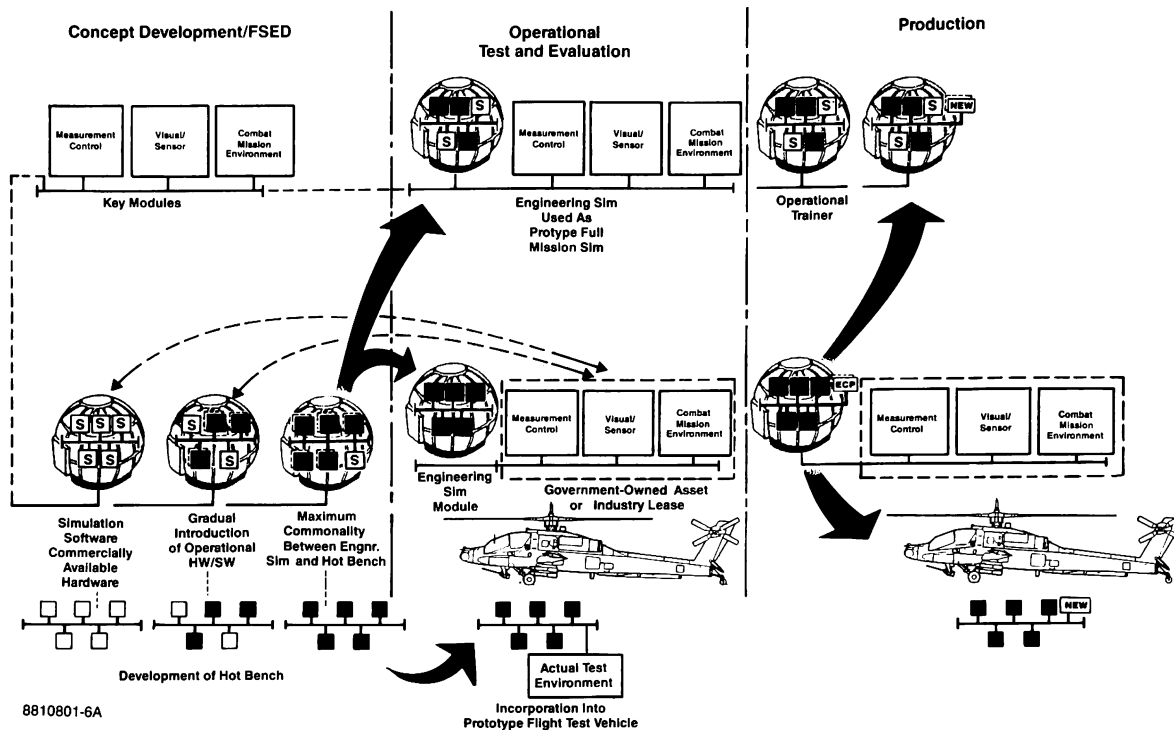 Concept Development/FSED
Operational
Test and Evaluation
Production
Measurement
Control
Visual/
Sensor
Combat
Mission
Environment
Key Modules
S
S
Measurement
Control
Visual/
Sensor
Combat
Mission
Environment
Engineering Sim
Used As
Protype Full
Mission Sim
S
S
S
S
NEW
Operational
Trainer
S
S
S
S
S
S
S
S
Simulation
Software
Commercially
Available
Hardware
Gradual
Introduction
of Operational
HW/SW
Maximum
Commonality
Between Engnr.
Sim and Hot Bench
Engineering
Sim
Module
Measurement
Control
Visual/
Sensor
Combat
Mission
Environment
Government-Owned Asset
or Industry Lease
ECP
Measurement
Control
Visual/
Sensor
Combat
Mission
Environment
Development of Hot Bench
Actual Test
Environment
Incorporation Into
Prototype Flight Test Vehicle
NEW
8810801-6A